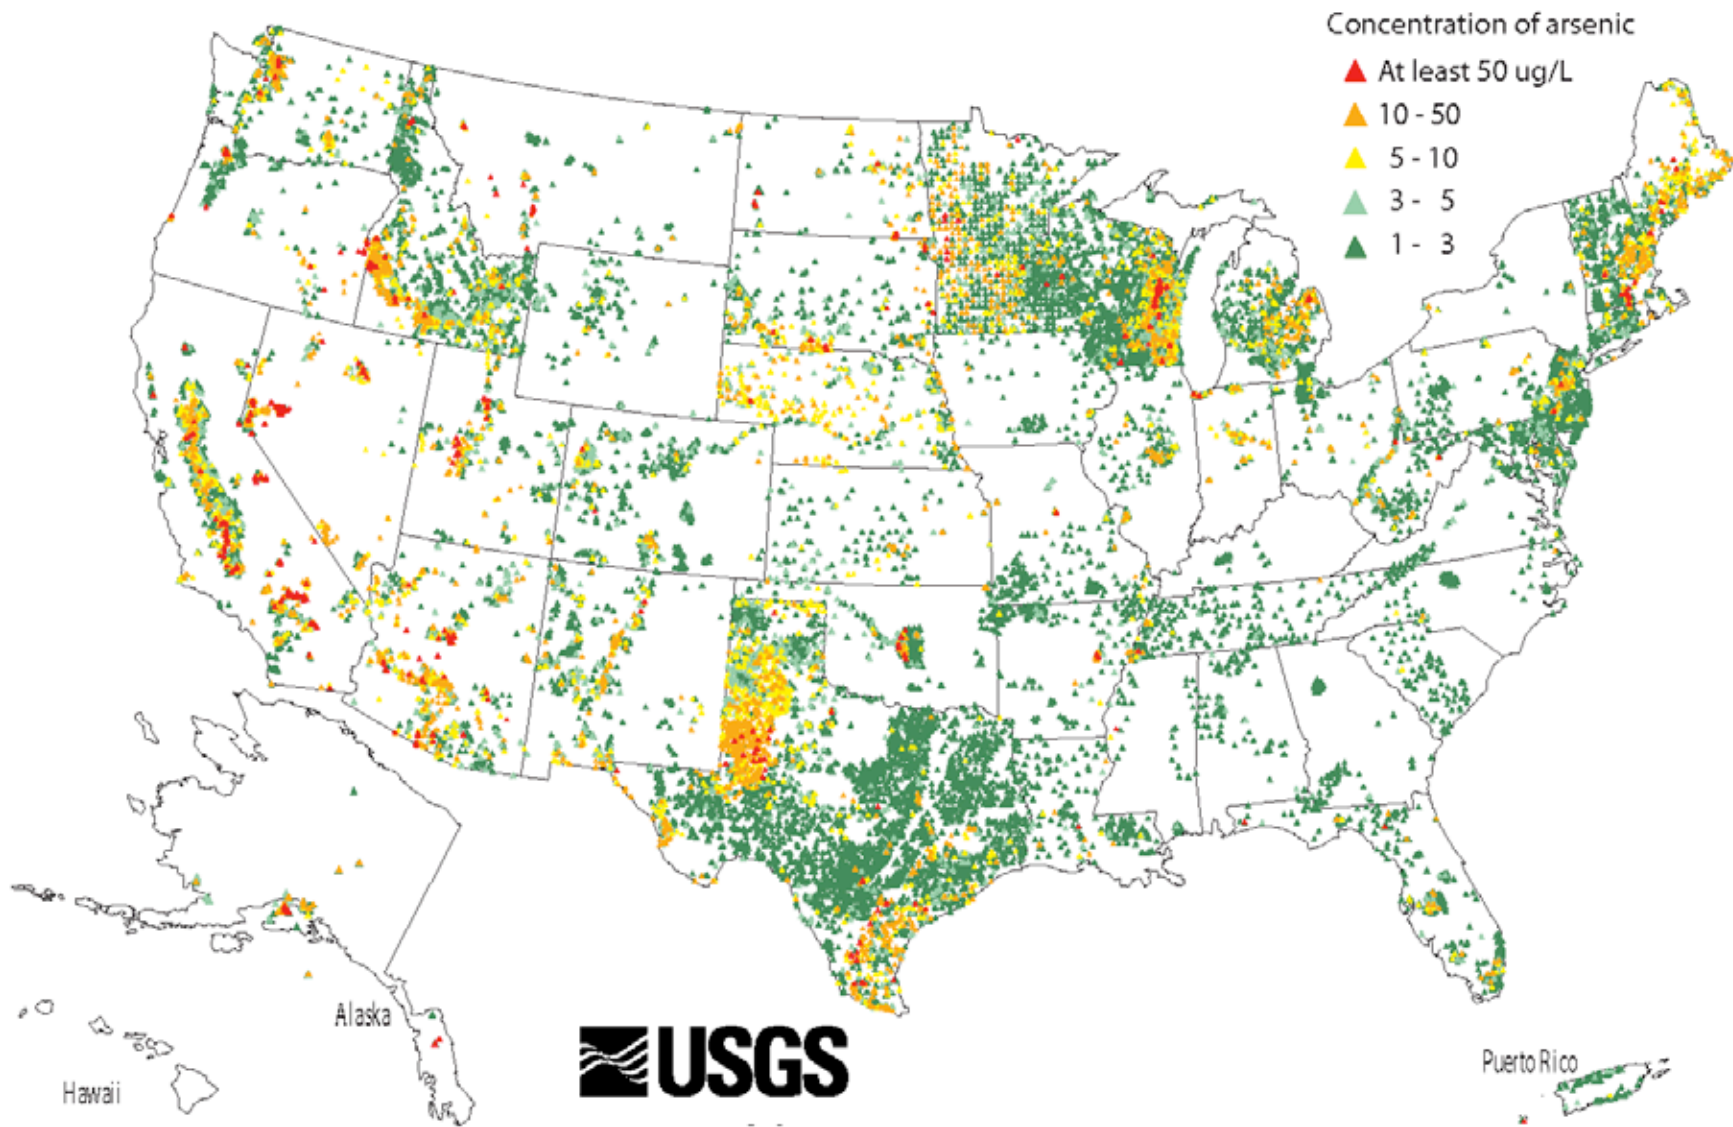 Concentration of arsenic
At least 50 ug/L
10 - 50
5 - 10
3 - 5
1 - 3
Alaska
Hawaii
USGS
Puerto Rico